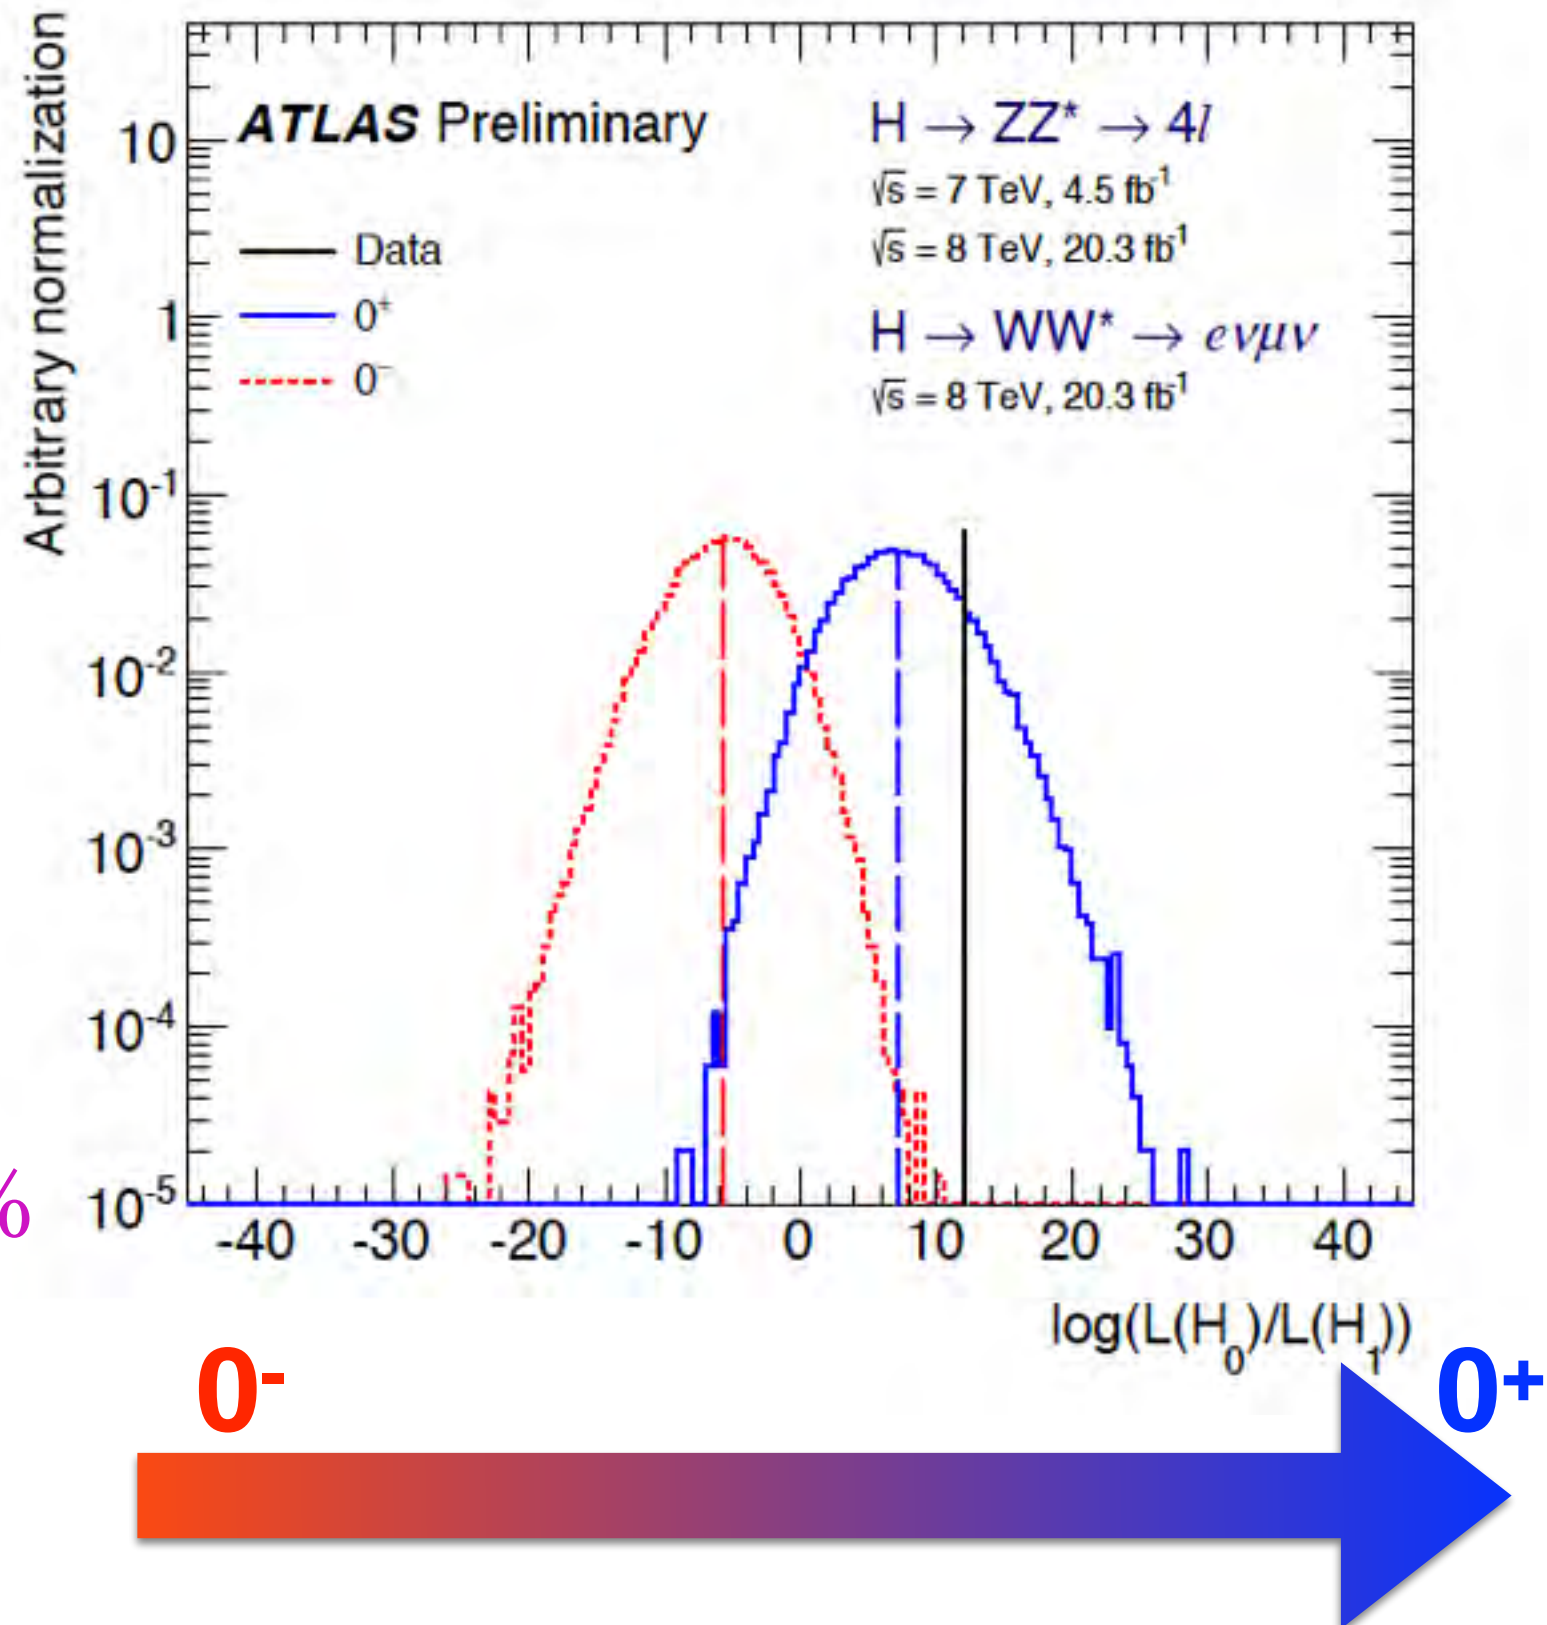 Arbitrary normalization
ATLAS Preliminary
Data
0⁺
0⁻
H → ZZ* → 4l
√s = 7 TeV, 4.5 fb⁻¹
√s = 8 TeV, 20.3 fb⁻¹
H → WW* → eνμν
√s = 8 TeV, 20.3 fb⁻¹
10
1
10⁻¹
10⁻²
10⁻³
10⁻⁴
10⁻⁵
%
-40 -30 -20 -10 0 10 20 30 40
log(L(H₀)/L(H₁))
0⁻ 0⁺